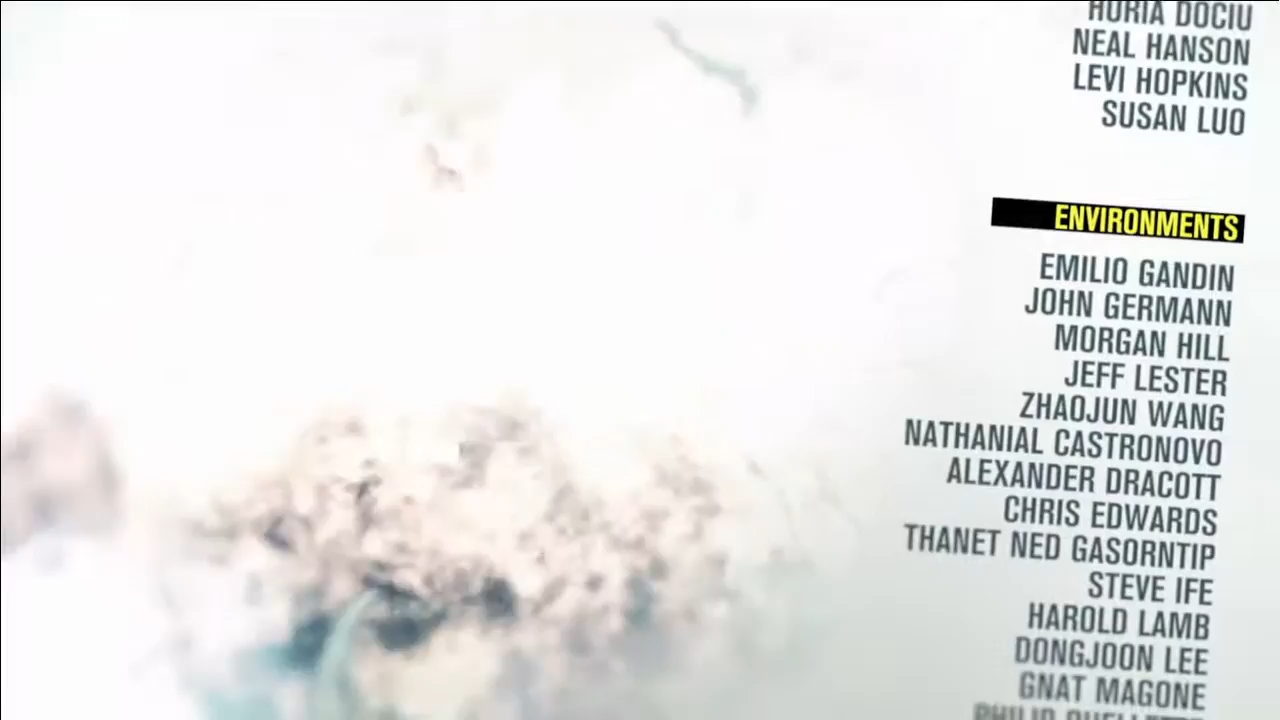 HORIA DOCIU
NEAL HANSON
LEVI HOPKINS
SUSAN LUO
ENVIRONMENTS
EMILIO GANDIN
JOHN GERMANN
MORGAN HILL
JEFF LESTER
ZHAOJUN WANG
NATHANIAL CASTRONOVO
ALEXANDER DRACOTT
CHRIS EDWARDS
THANET NED GASORNTIP
STEVE IFE
HAROLD LAMB
DONGJOON LEE
GNAT MAGONE
PHILIP